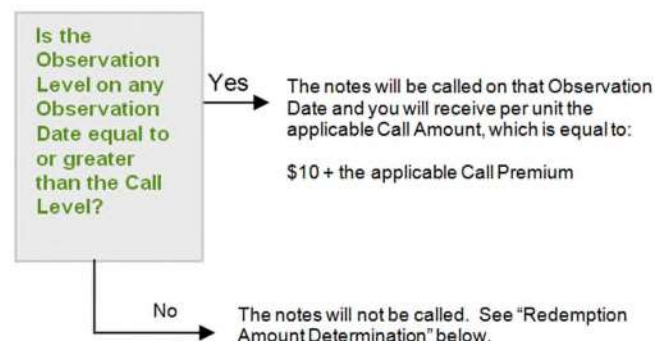 Is the
Observation
Level on any
Observation
Date equal to
or greater
than the Call
Level?
Yes
The notes will be called on that Observation
Date and you will receive per unit the
applicable Call Amount, which is equal to:
$10 + the applicable Call Premium
No
The notes will not be called. See “Redemption
Amount Determination” below.